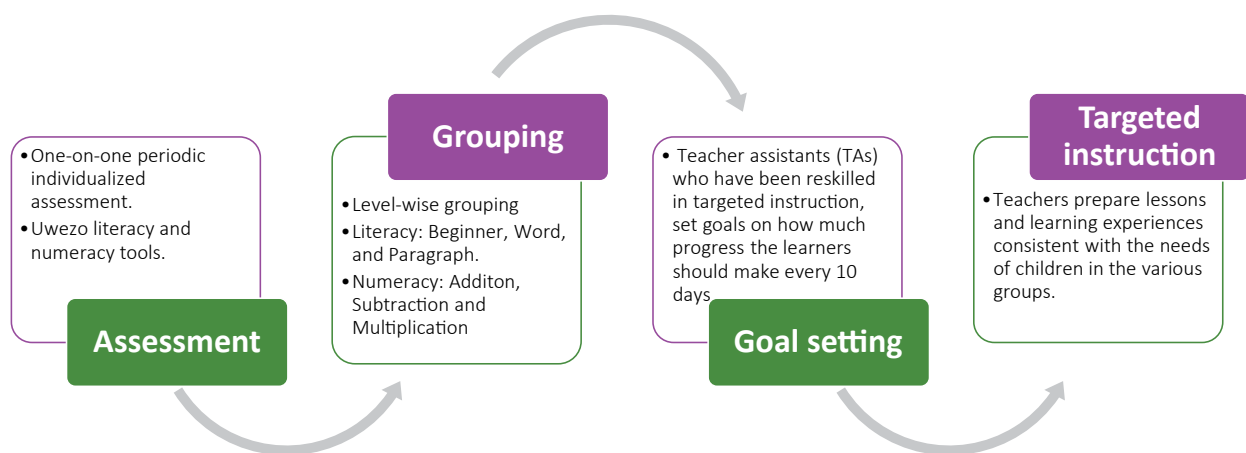 Assessment
•One-on-one periodic
individualized
assessment.
•Uwezo literacy and
numeracy tools.
Grouping
•Level-wise grouping
•Literacy: Beginner, Word,
and Paragraph.
•Numeracy: Additon,
Subtraction and
Multiplication
Goal setting
• Teacher assistants (TAs)
who have been reskilled
in targeted instruction,
set goals on how much
progress the learners
should make every 10
days
Targeted
instruction
•Teachers prepare lessons
and learning experiences
consistent with the needs
of children in the various
groups.